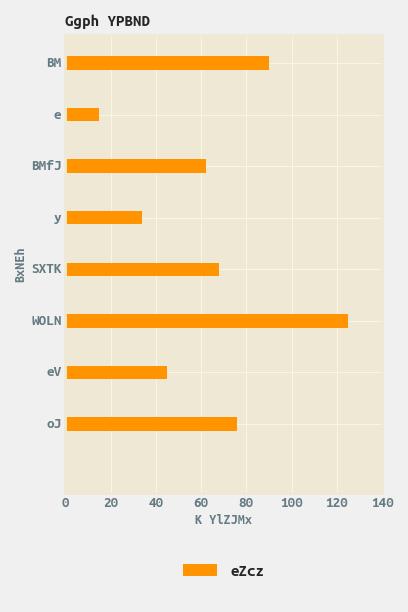 Ggph YPBND
BM
e
BMfJ
y
SXTK
WOLN
eV
oJ
BxNEh
0 20 40 60 80 100 120 140
K YlZJMx
eZcz